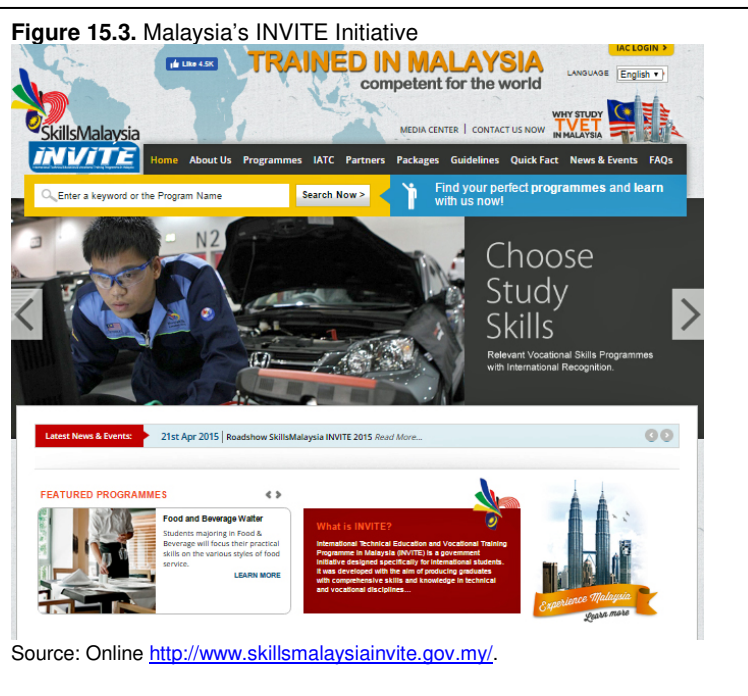 Figure 15.3. Malaysia's INVITE Initiative
IAC LOGIN >
Like 4.5K
TRAINED IN MALAYSIA
competent for the world
LANGUAGE English
WHY STUDY
TVET
IN MALAYSIA
MEDIA CENTER | CONTACT US NOW
SkillsMalaysia
INVITE
Home About Us Programmes IATC Partners Packages Guidelines Quick Fact News & Events FAQs
Enter a keyword or the Program Name
Search Now >
Find your perfect programmes and learn
with us now!
N2
Choose
Study
Skills
Relevant Vocational Skills Programmes
with International Recognition.
Latest News & Events:
21st Apr 2015 | Roadshow SkillsMalaysia INVITE 2015 Read More...
FEATURED PROGRAMMES
Food and Beverage Waiter
Students majoring in Food &
Beverage will focus their practical
skills on the various styles of food
service.
LEARN MORE
What is INVITE?
International Technical Education and Vocational Training
Programme in Malaysia (INVITE) is a government
initiative designed specifically for international students.
It was developed with the aim of producing graduates
with comprehensive skills and knowledge in technical
and vocational disciplines...
Experience Malaysia
Learn more
Source: Online http://www.skillsmalaysiainvite.gov.my/.